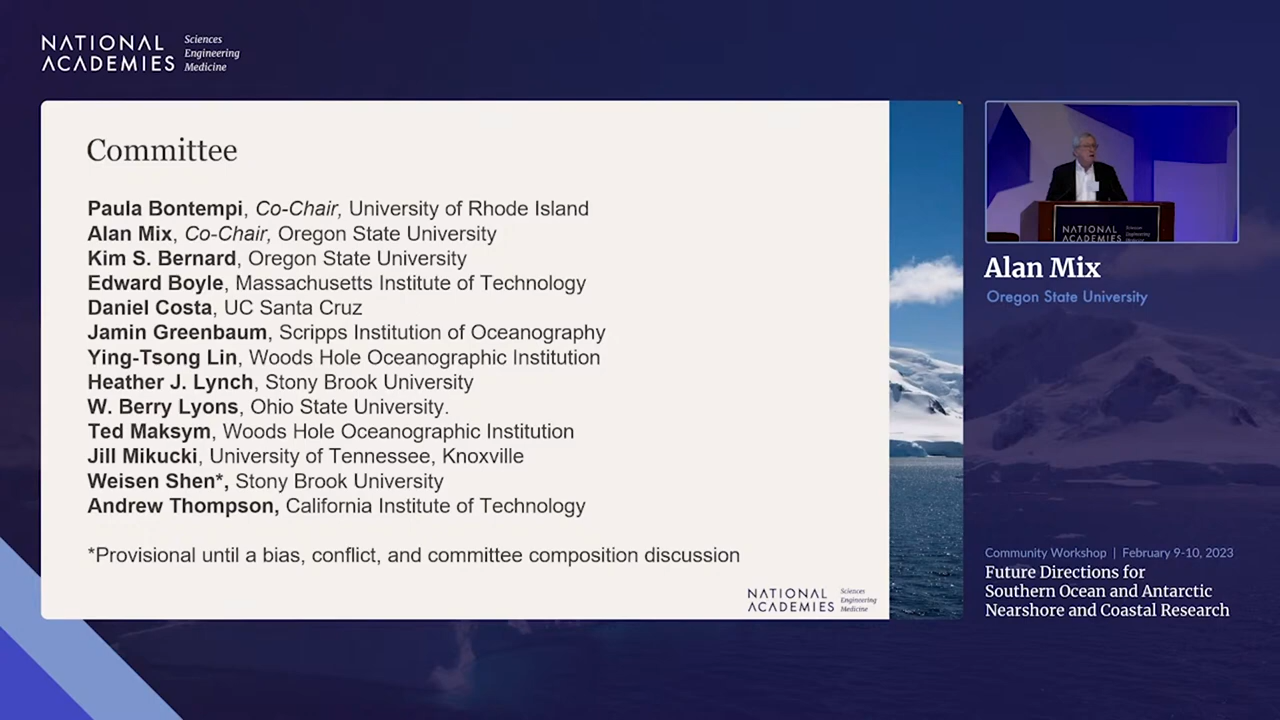 NATIONAL
ACADEMIES
Sciences
Engineering
Medicine
Committee
Paula Bontempi, Co-Chair, University of Rhode Island
Alan Mix, Co-Chair, Oregon State University
Kim S. Bernard, Oregon State University
Edward Boyle, Massachusetts Institute of Technology
Daniel Costa, UC Santa Cruz
Jamin Greenbaum, Scripps Institution of Oceanography
Ying-Tsong Lin, Woods Hole Oceanographic Institution
Heather J. Lynch, Stony Brook University
W. Berry Lyons, Ohio State University.
Ted Maksym, Woods Hole Oceanographic Institution
Jill Mikucki, University of Tennessee, Knoxville
Weisen Shen*, Stony Brook University
Andrew Thompson, California Institute of Technology
*Provisional until a bias, conflict, and committee composition discussion
NATIONAL
ACADEMIES
Sciences
Engineering
Medicine
NATIONAL
ACADEMIES
Sciences
Engineering
Medicine
Alan Mix
Oregon State University
Community Workshop | February 9-10, 2023
Future Directions for
Southern Ocean and Antarctic
Nearshore and Coastal Research